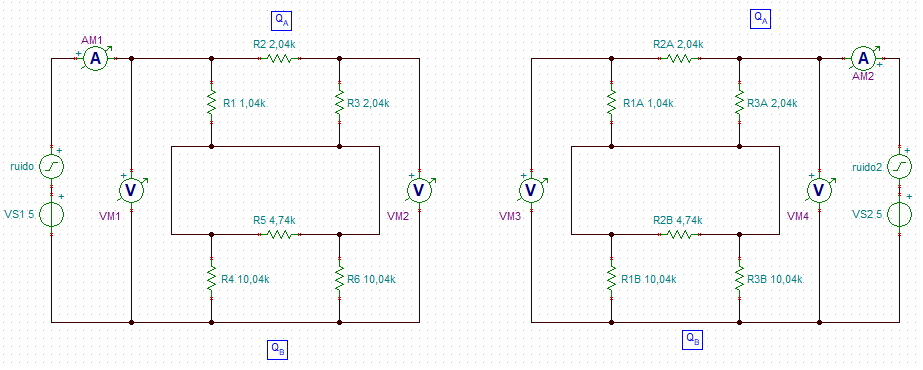 Q_A
AM1
+
A
R2 2,04k
R1 1,04k
R3 2,04k
ruido
+
VS1 5
+
+
V
VM1
+
V
VM2
R5 4,74k
R4 10,04k
R6 10,04k
Q_B
Q_A
R2A 2,04k
A
+
AM2
R1A 1,04k
R3A 2,04k
+
V
VM3
+
V
VM4
ruido2
+
VS2 5
+
R2B 4,74k
R1B 10,04k
R3B 10,04k
Q_B